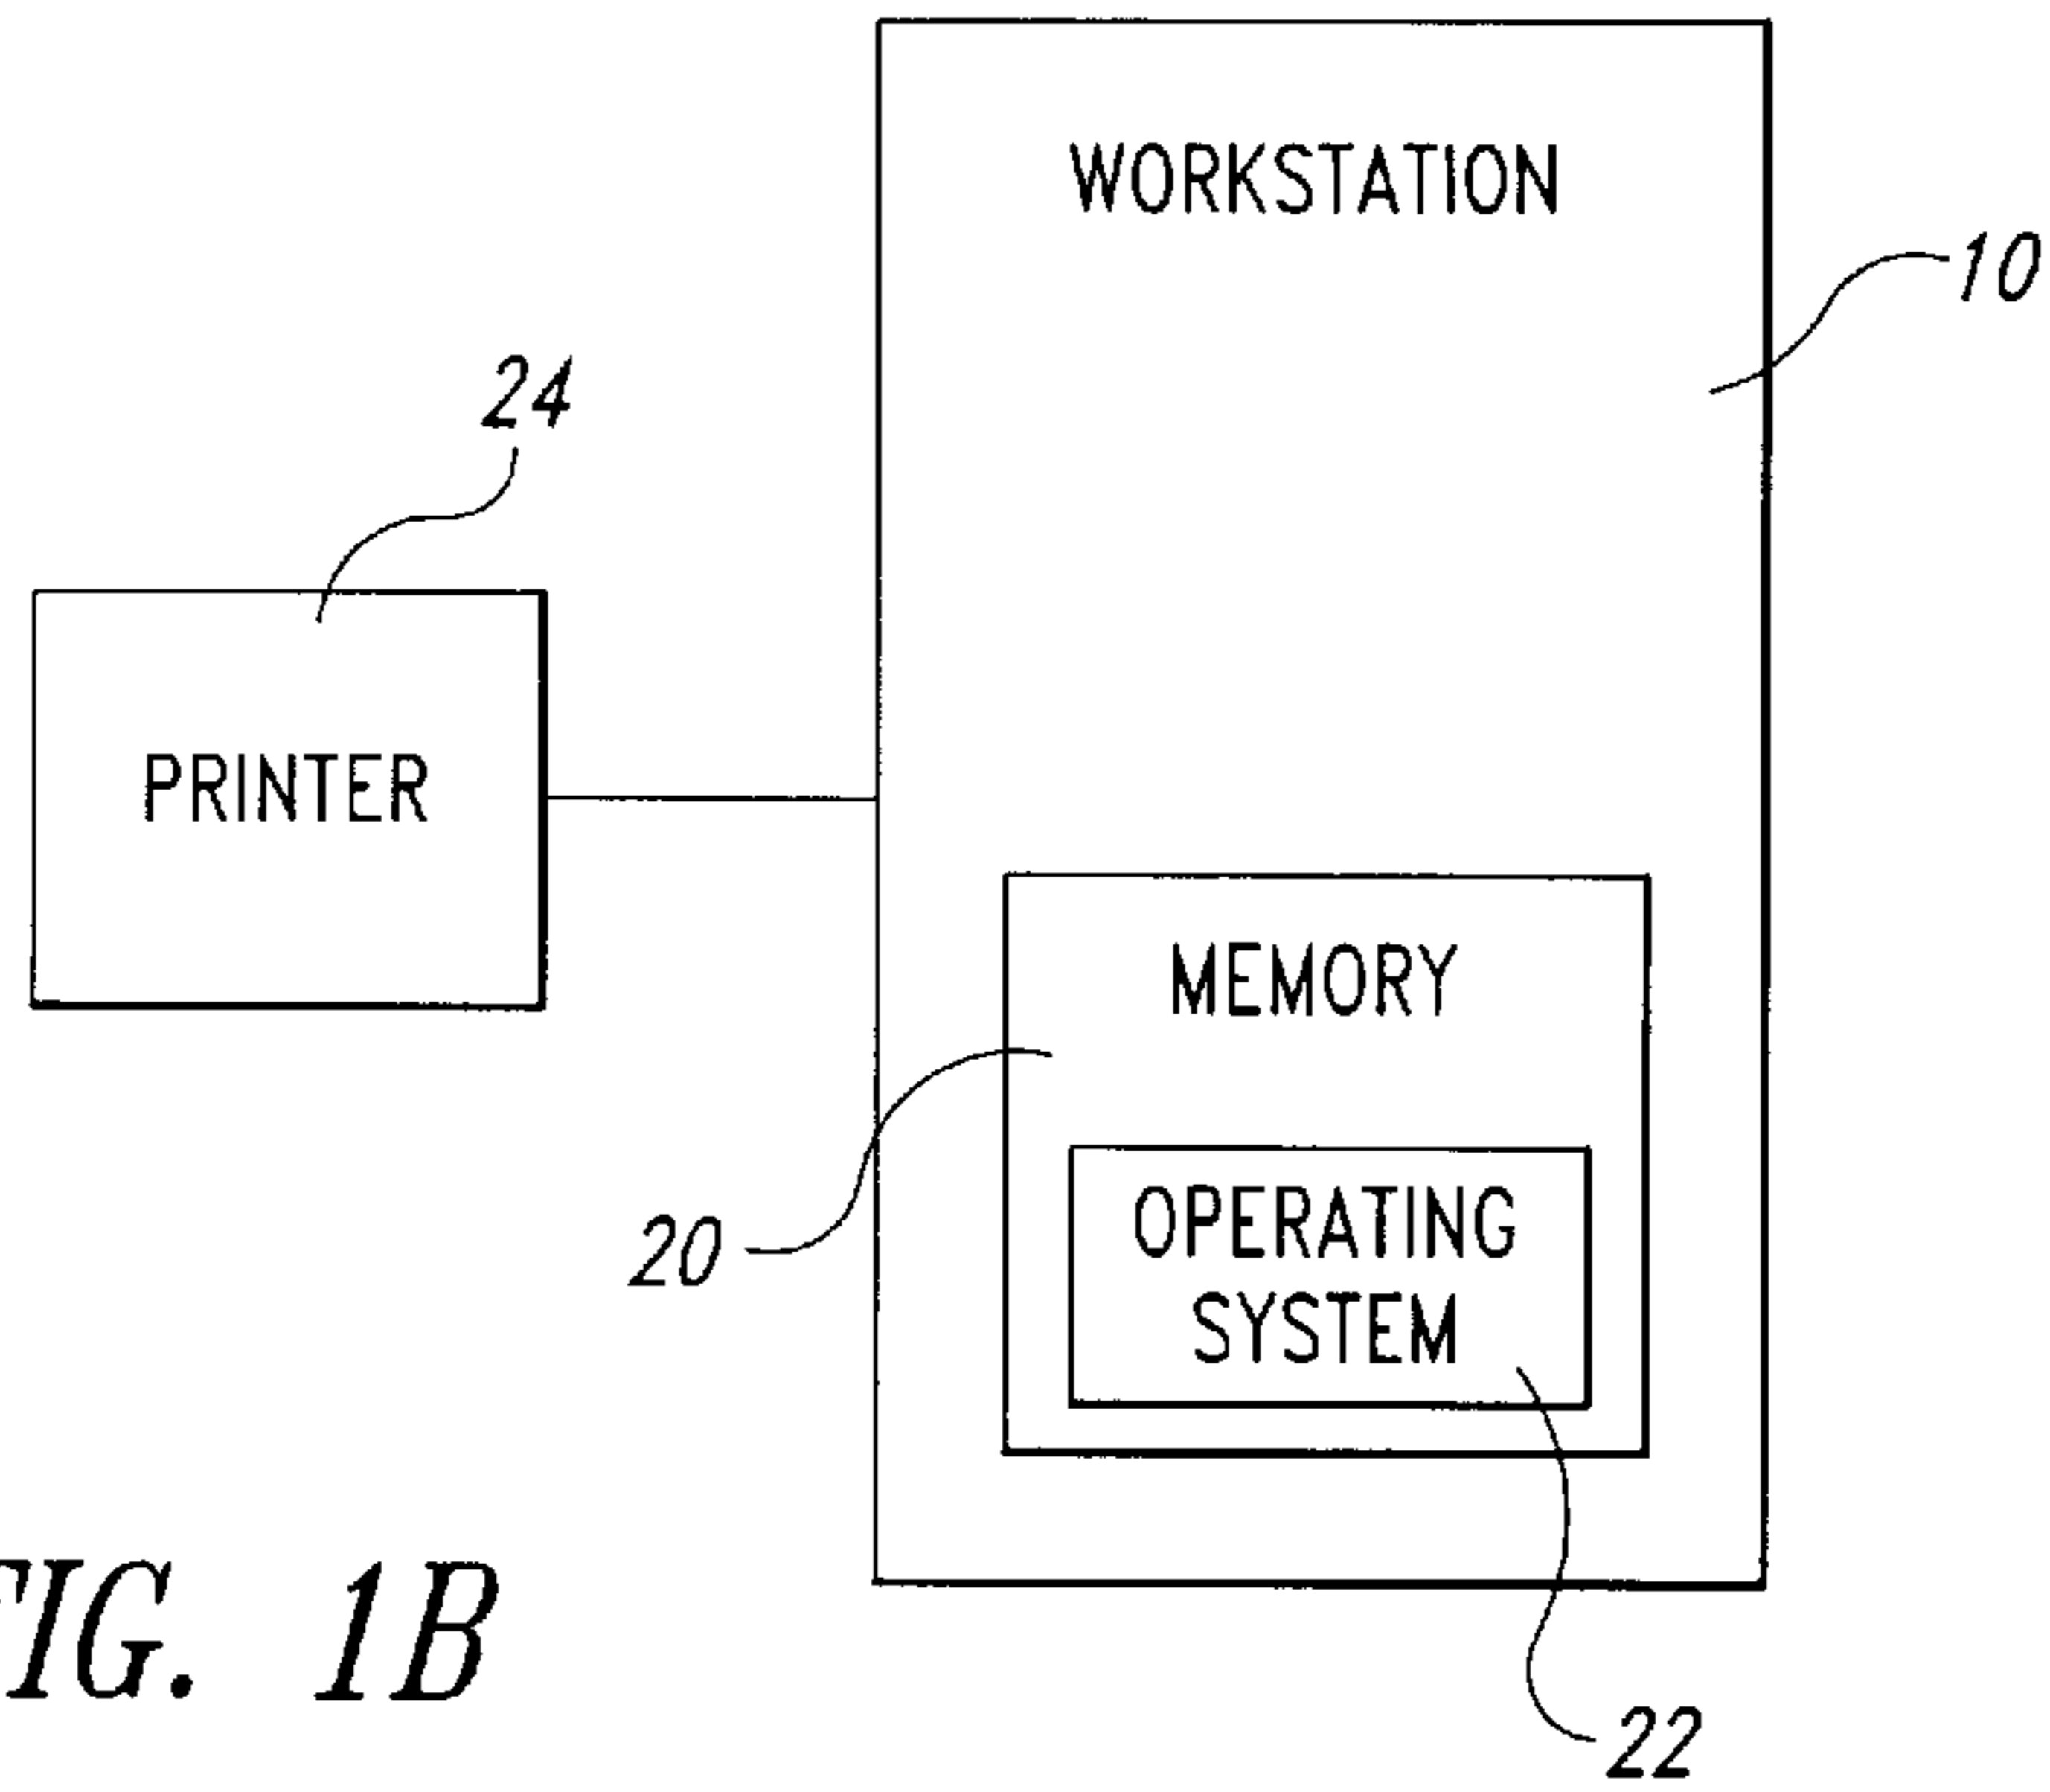 WORKSTATION
10
24
PRINTER
MEMORY
20
OPERATING
SYSTEM
22
FIG. 1B